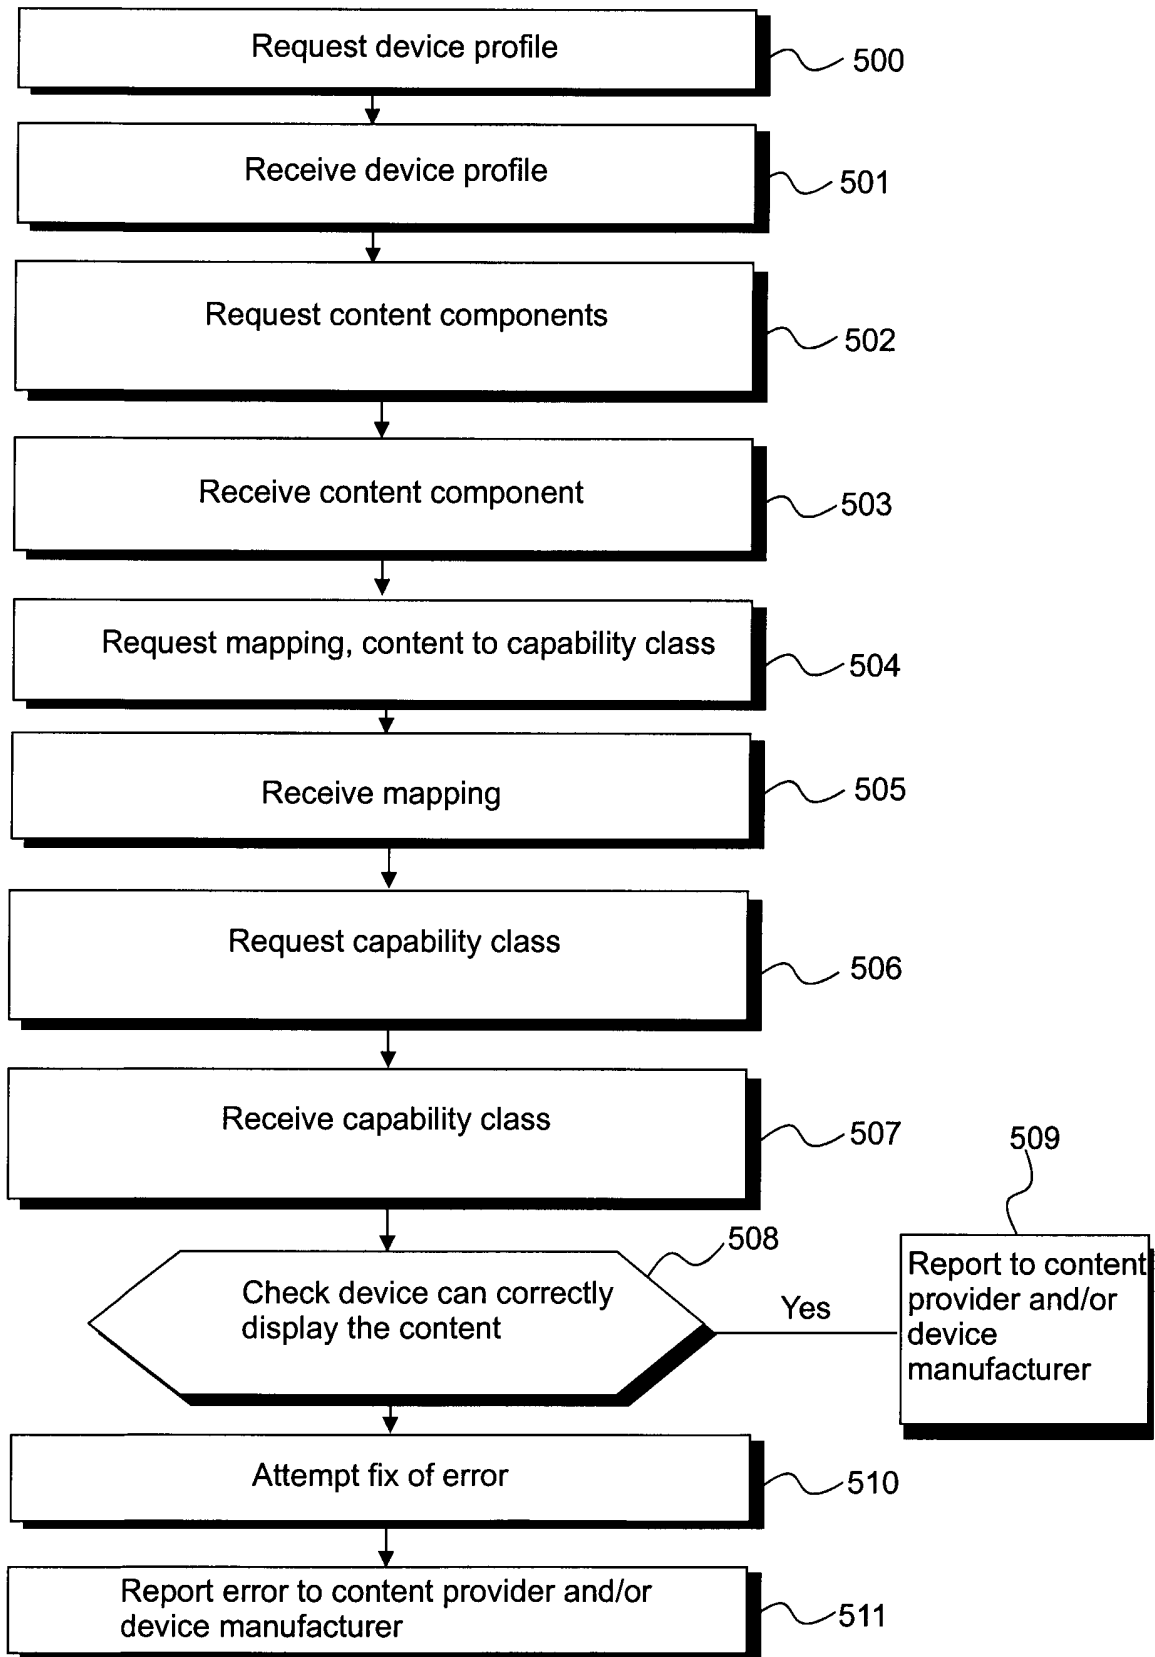 Request device profile
500
Receive device profile
501
Request content components
502
Receive content component
503
Request mapping, content to capability class
504
Receive mapping
505
Request capability class
506
Receive capability class
507
509
508
Check device can correctly
display the content
Yes
Report to content
provider and/or
device
manufacturer
Attempt fix of error
510
Report error to content provider and/or
device manufacturer
511